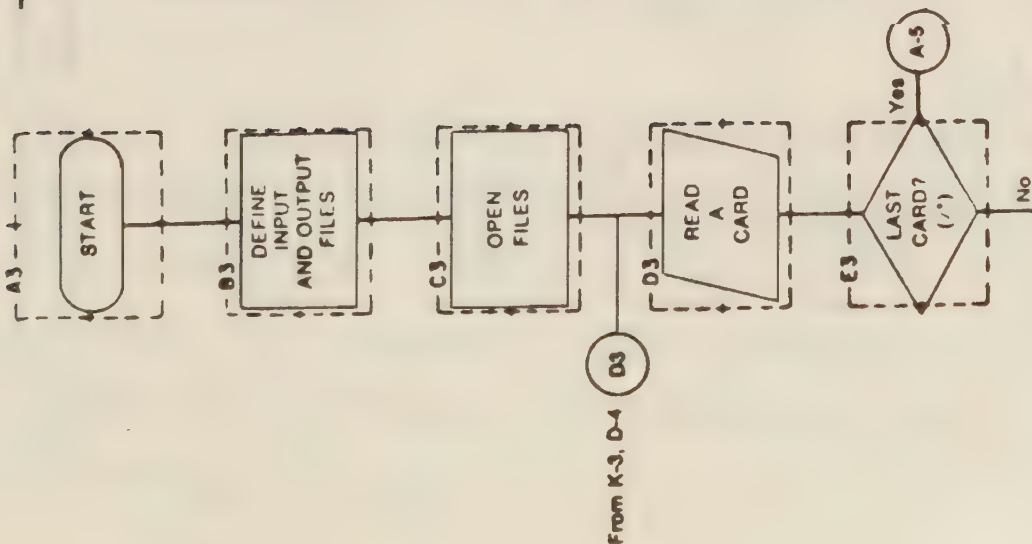 A3
START
B3
DEFINE
INPUT
AND OUTPUT
FILES
C3
OPEN
FILES
D3
From K-3, D-4
D3
READ
A
CARD
E3
LAST
CARD?
(/*)
Yes
A-5
No